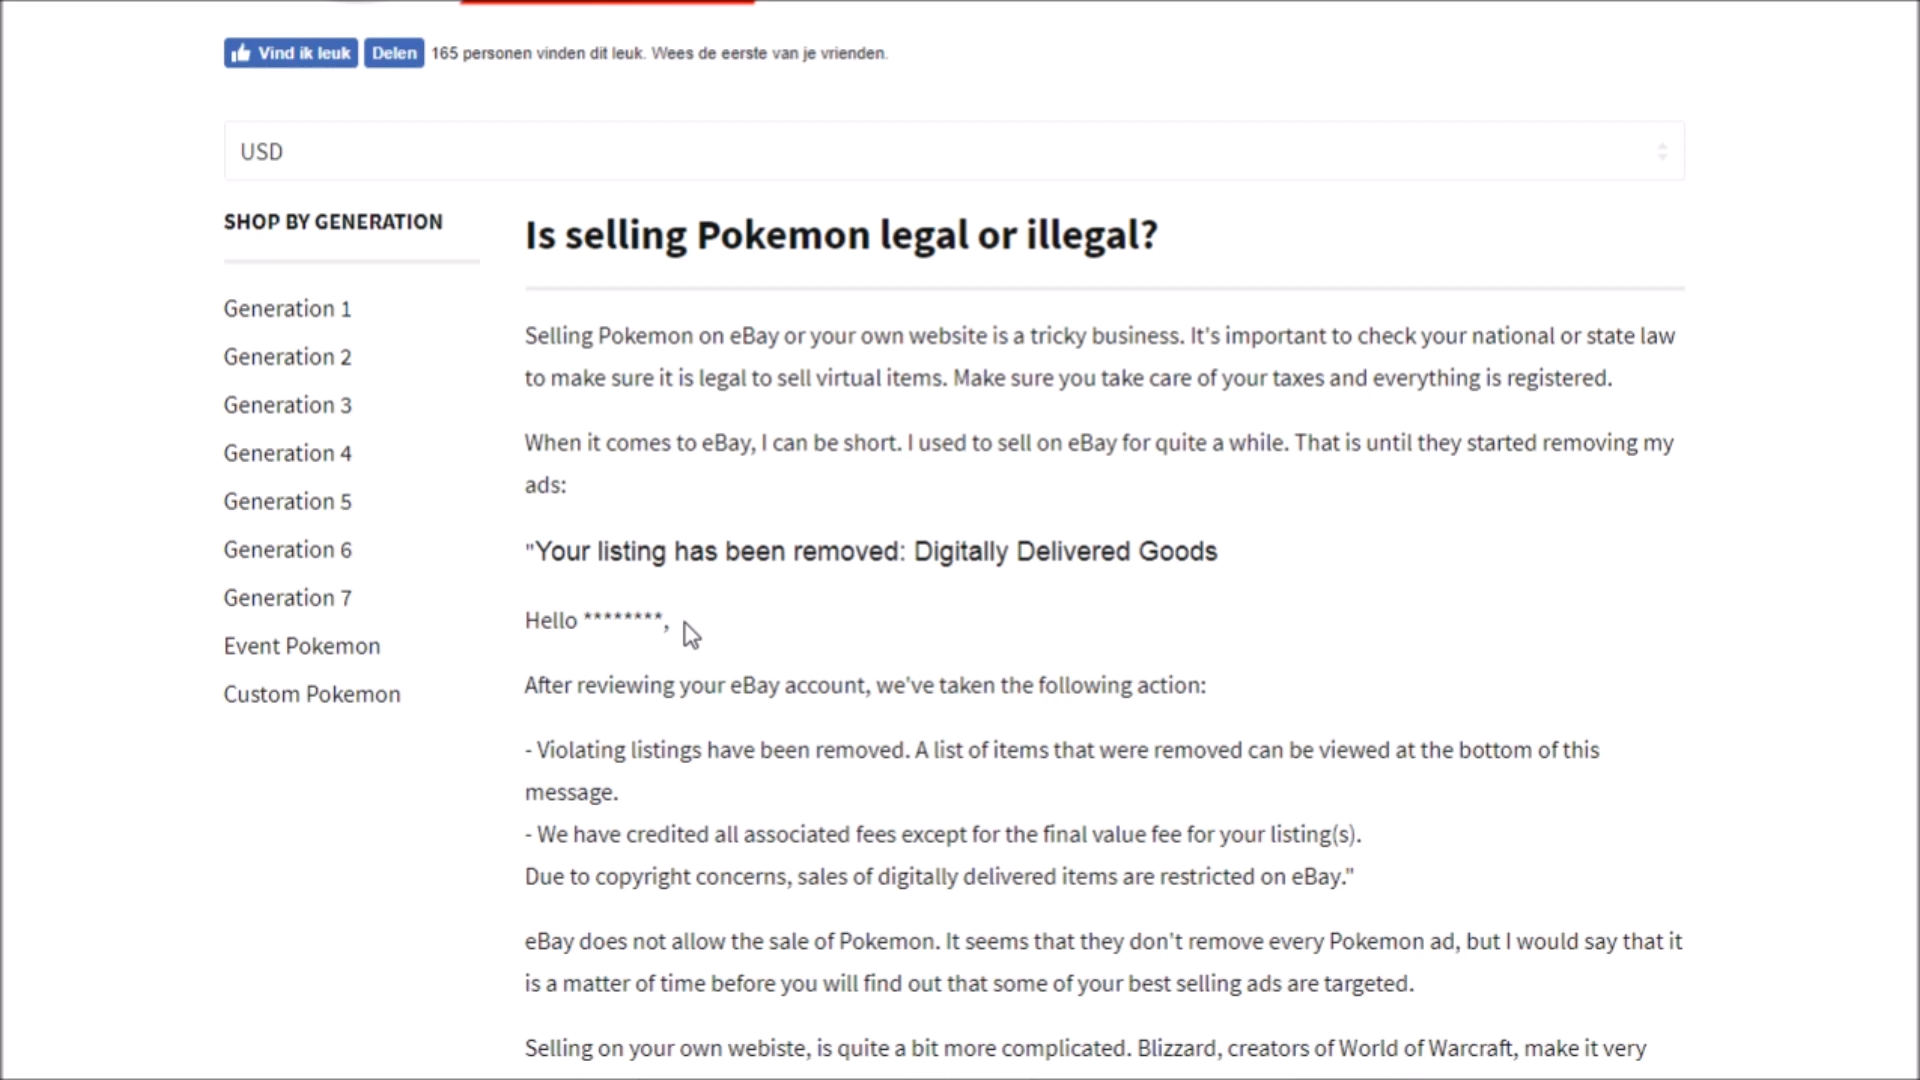 Vind ik leuk Delen 165 personen vinden dit leuk. Wees de eerste van je vrienden.
USD
SHOP BY GENERATION
Generation 1
Generation 2
Generation 3
Generation 4
Generation 5
Generation 6
Generation 7
Event Pokemon
Custom Pokemon
Is selling Pokemon legal or illegal?
Selling Pokemon on eBay or your own website is a tricky business. It's important to check your national or state law
to make sure it is legal to sell virtual items. Make sure you take care of your taxes and everything is registered.
When it comes to eBay, I can be short. I used to sell on eBay for quite a while. That is until they started removing my
ads:
"Your listing has been removed: Digitally Delivered Goods
Hello ********,
After reviewing your eBay account, we've taken the following action:
- Violating listings have been removed. A list of items that were removed can be viewed at the bottom of this
message.
- We have credited all associated fees except for the final value fee for your listing(s).
Due to copyright concerns, sales of digitally delivered items are restricted on eBay."
eBay does not allow the sale of Pokemon. It seems that they don't remove every Pokemon ad, but I would say that it
is a matter of time before you will find out that some of your best selling ads are targeted.
Selling on your own webiste, is quite a bit more complicated. Blizzard, creators of World of Warcraft, make it very